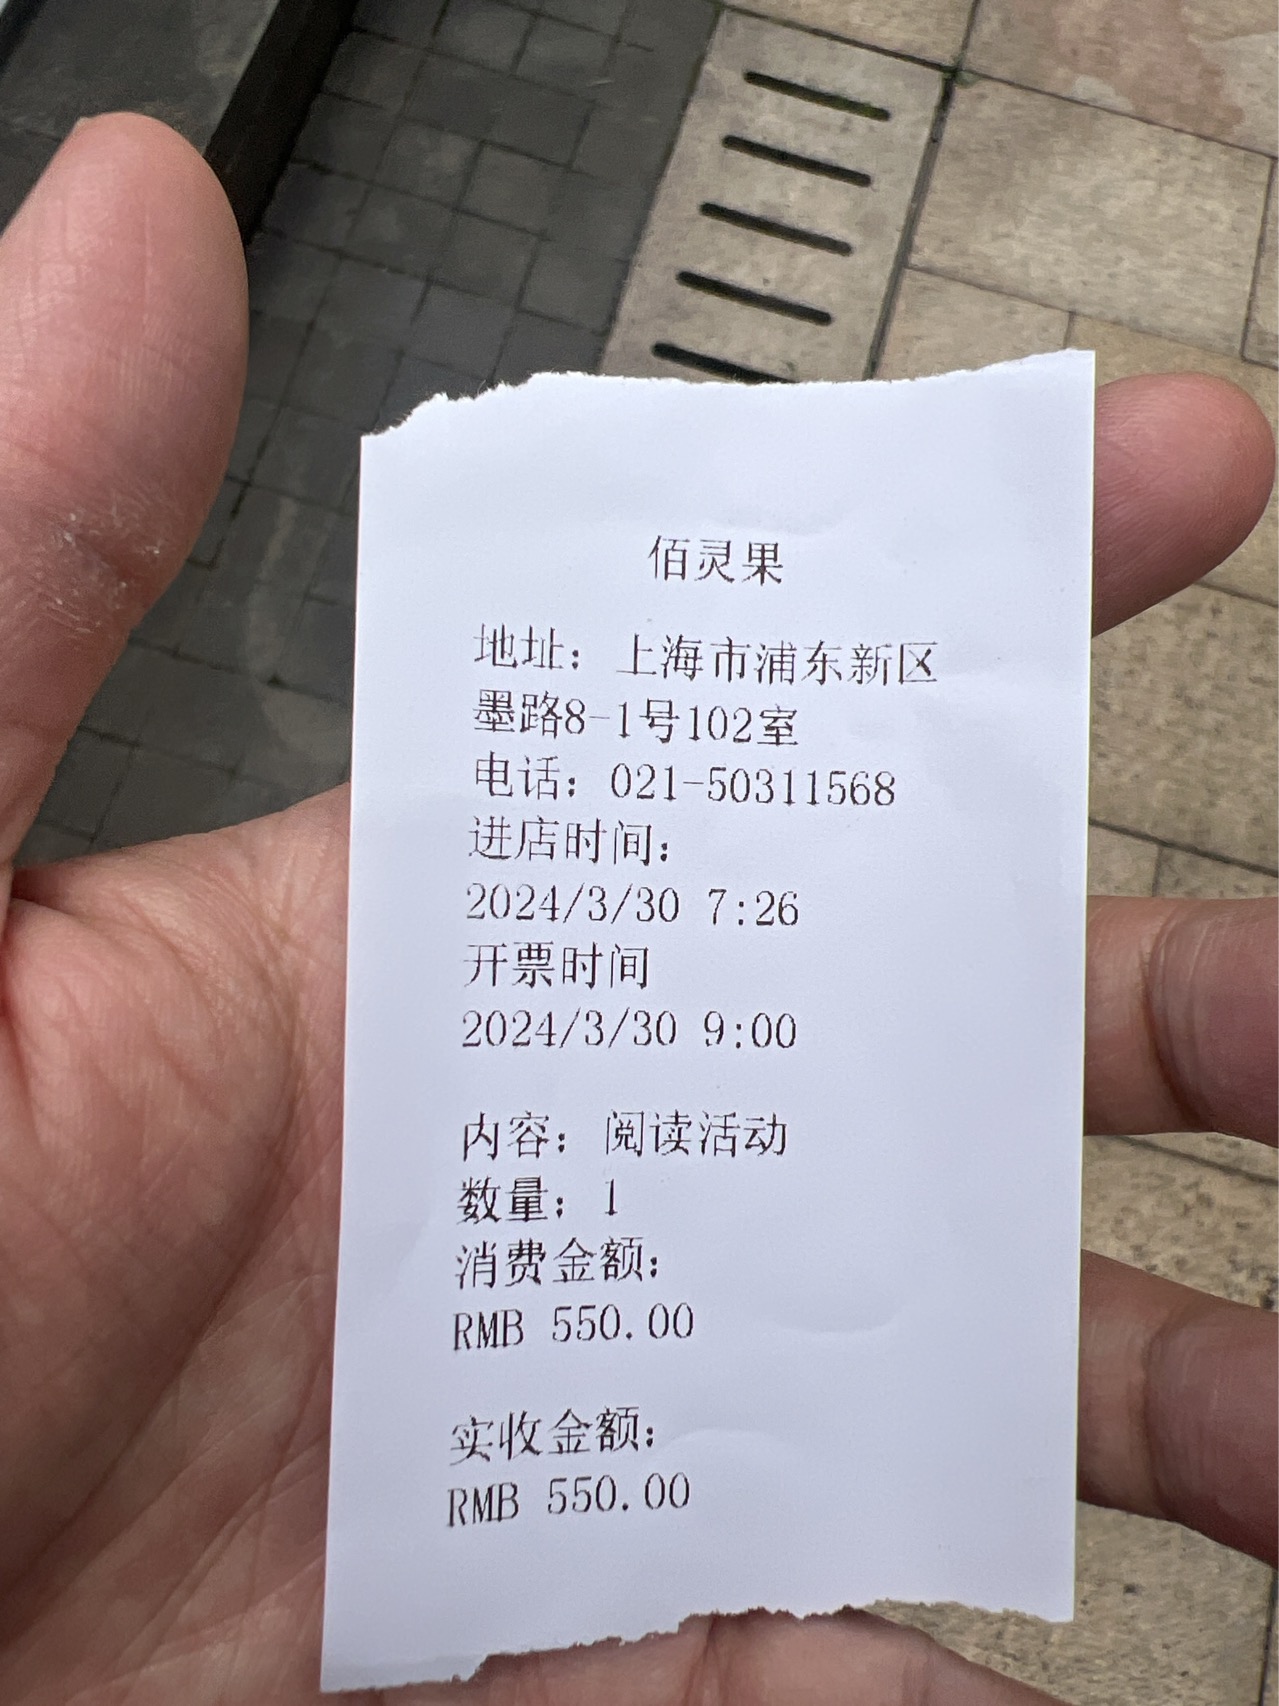 佰灵果
地址：上海市浦东新区
墨路8-1号102室
电话：021-50311568
进店时间：
2024/3/30 7:26
开票时间
2024/3/30 9:00
内容：阅读活动
数量：1
消费金额：
RMB 550.00
实收金额：
RMB 550.00